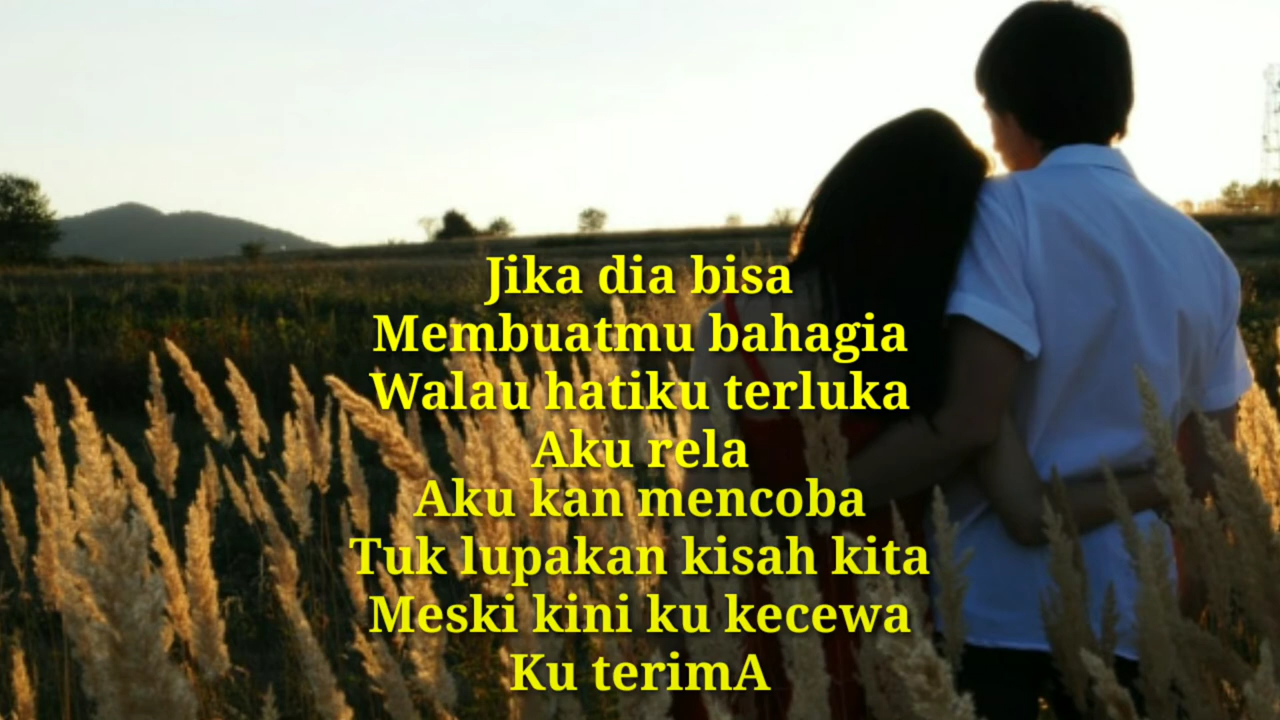 Jika dia bisa
Membuatmu bahagia
Walau hatiku terluka
Aku rela
Aku kan mencoba
Tuk lupakan kisah kita
Meski kini ku kecewa
Ku terimA